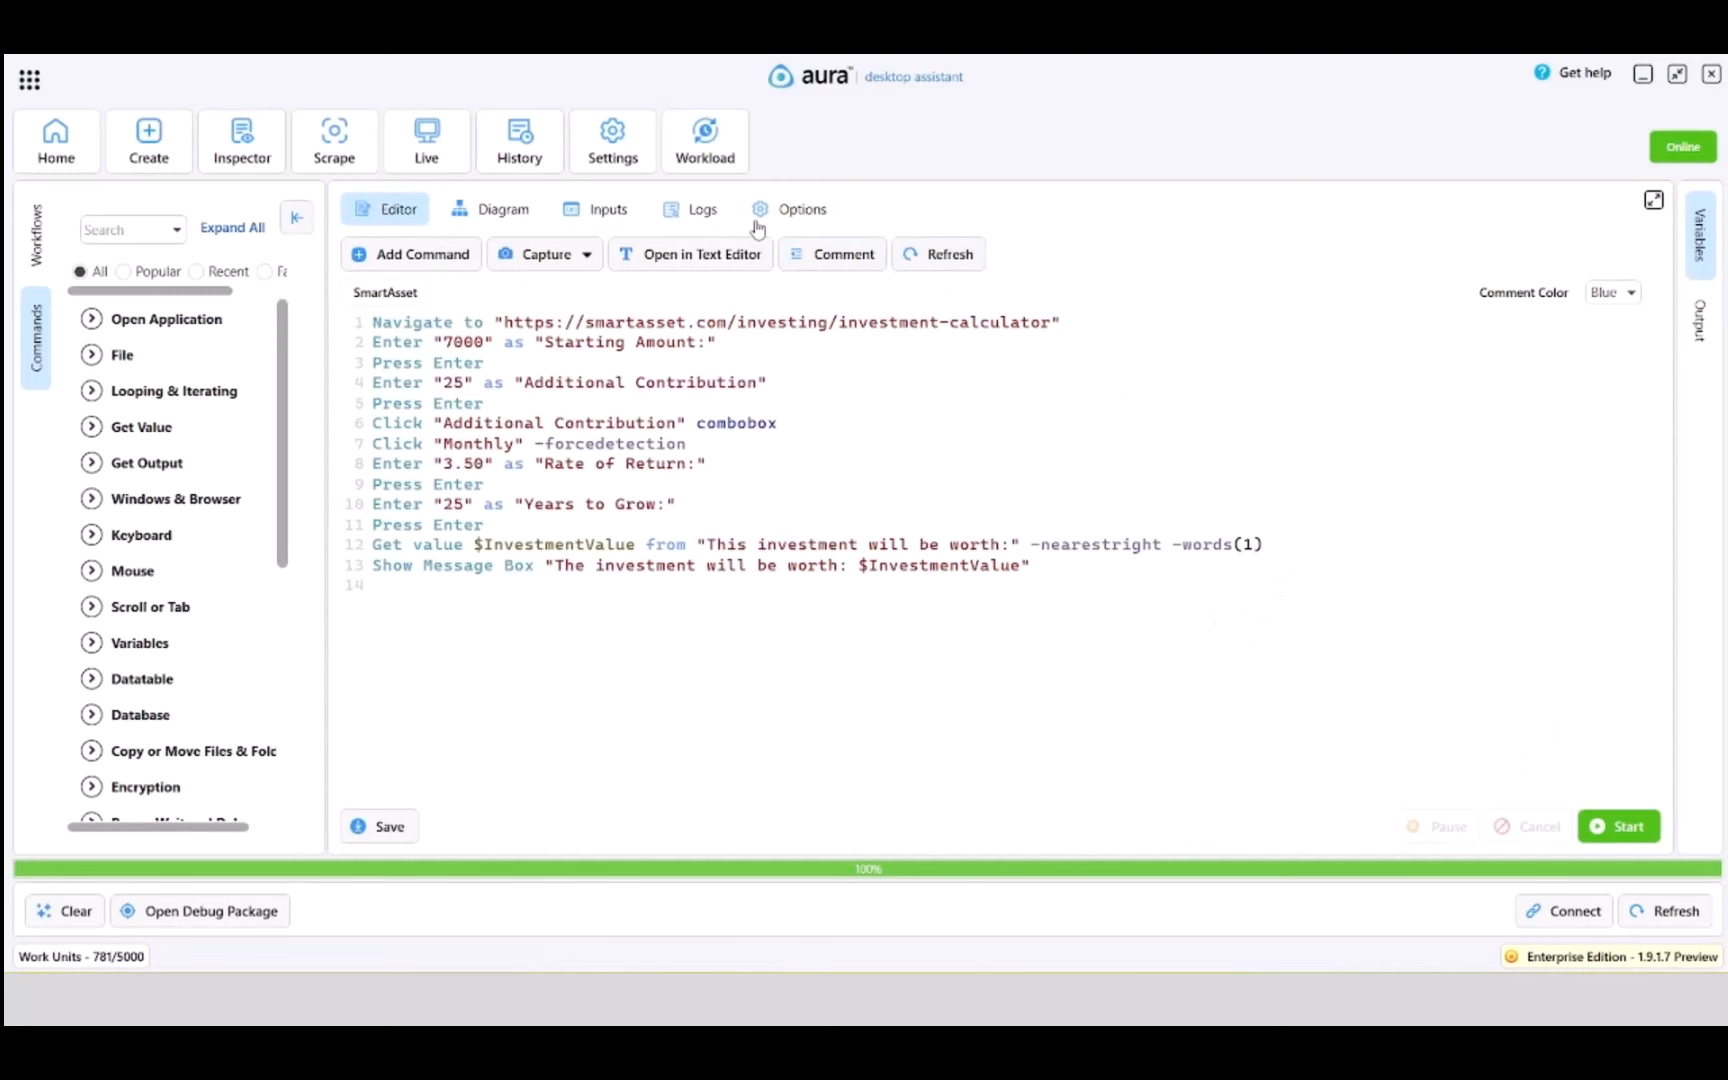 aura™ | desktop assistant
? Get help
Home
Create
Inspector
Scrape
Live
History
Settings
Workload
Online
Workflows
Commands
Search
Expand All
All
Popular
Recent
Fa
Open Application
File
Looping & Iterating
Get Value
Get Output
Windows & Browser
Keyboard
Mouse
Scroll or Tab
Variables
Datatable
Database
Copy or Move Files & Folc
Encryption
Editor
Diagram
Inputs
Logs
Options
Add Command
Capture
T Open in Text Editor
Comment
Refresh
SmartAsset
Comment Color
Blue
1 Navigate to "https://smartasset.com/investing/investment-calculator"
2 Enter "7000" as "Starting Amount:"
3 Press Enter
4 Enter "25" as "Additional Contribution"
5 Press Enter
6 Click "Additional Contribution" combobox
7 Click "Monthly" -forcedetection
8 Enter "3.50" as "Rate of Return:"
9 Press Enter
10 Enter "25" as "Years to Grow:"
11 Press Enter
12 Get value $InvestmentValue from "This investment will be worth:" -nearestright -words(1)
13 Show Message Box "The investment will be worth: $InvestmentValue"
14
Variables
Output
Save
Pause
Cancel
Start
100%
Clear
Open Debug Package
Connect
Refresh
Work Units - 781/5000
Enterprise Edition - 1.9.1.7 Preview